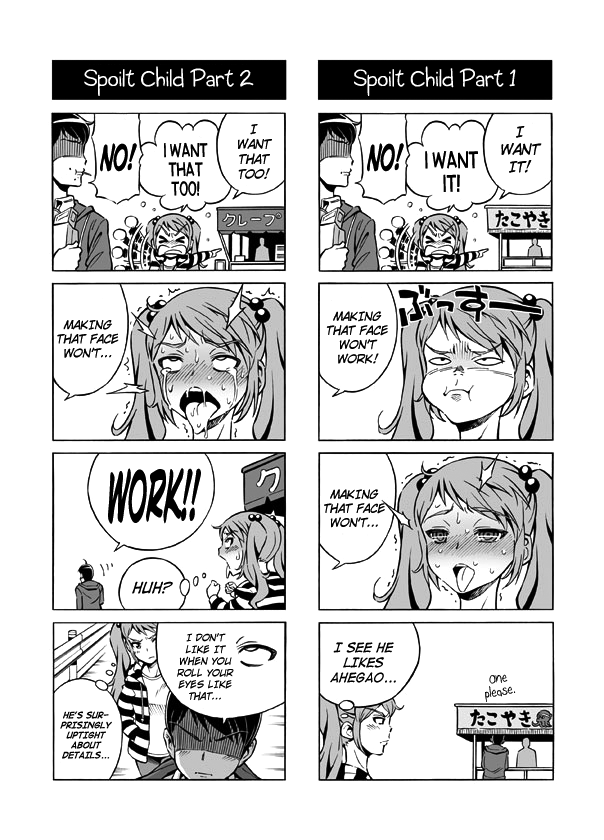 Spoilt Child Part 1
I
WANT
IT!
I WANT
IT!
NO!
たこやき
ぶっすー
MAKING
THAT FACE
WON'T
WORK!
MAKING
THAT FACE
WON'T...
I SEE HE
LIKES
AHEGAO...
one
please.
たこやき
Spoilt Child Part 2
I
WANT
THAT
TOO!
I WANT
THAT
TOO!
NO!
クレープ
MAKING
THAT FACE
WON'T...
WORK!!
ク
HUH?
I DON'T
LIKE IT
WHEN YOU
ROLL YOUR
EYES LIKE
THAT...
HE'S SUR-
PRISINGLY
UPTIGHT
ABOUT
DETAILS...